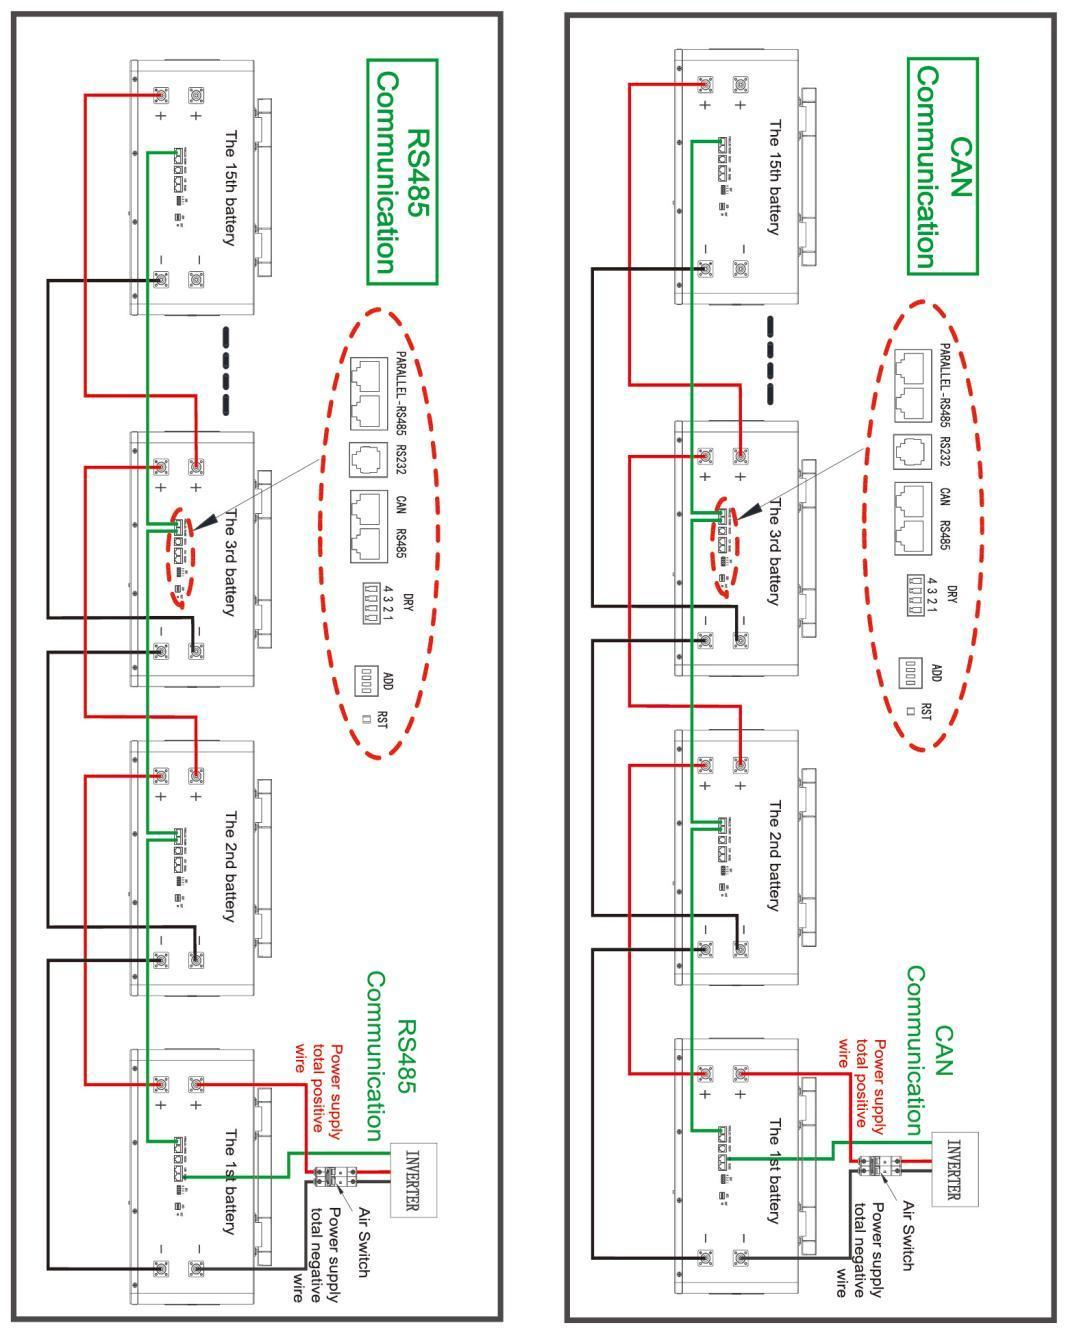 RS485
Communication
The 15th battery
+
+
-
-
PARALLEL-RS485
RS232
CAN
RS485
DRY
4 3 2 1
ADD
RST
The 3rd battery
+
+
-
-
The 2nd battery
+
+
-
-
RS485
Communication
Power supply
total positive
wire
INVERTER
Air Switch
Power supply
total negative
wire
The 1st battery
+
+
-
-
CAN
Communication
The 15th battery
+
+
-
-
PARALLEL-RS485
RS232
CAN
RS485
DRY
4 3 2 1
ADD
RST
The 3rd battery
+
+
-
-
The 2nd battery
+
+
-
-
CAN
Communication
Power supply
total positive
wire
INVERTER
Air Switch
Power supply
total negative
wire
The 1st battery
+
+
-
-